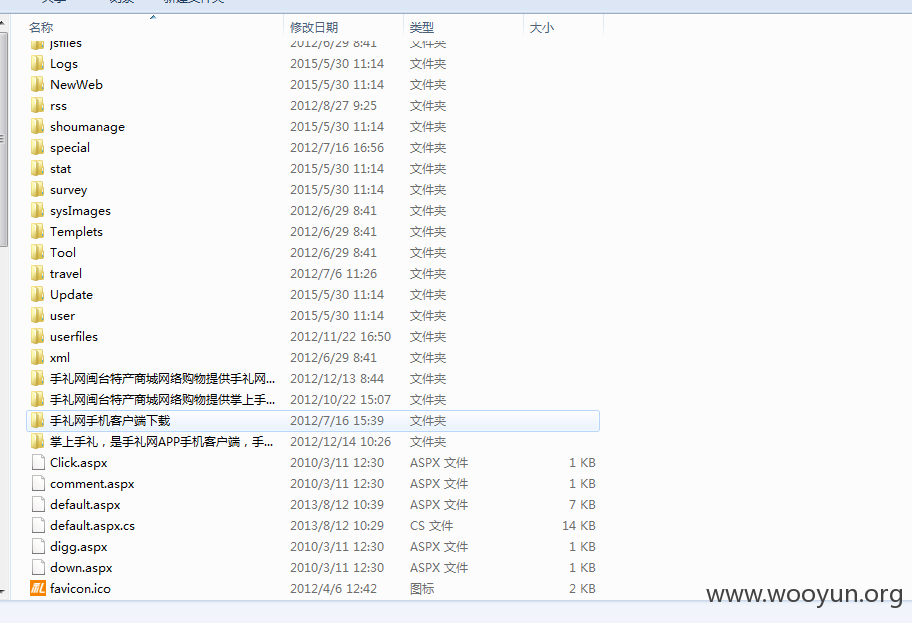 名称 修改日期 类型 大小
jsfiles 2012/6/29 8:41 文件夹
Logs 2015/5/30 11:14 文件夹
NewWeb 2015/5/30 11:14 文件夹
rss 2012/8/27 9:25 文件夹
shoumanage 2015/5/30 11:14 文件夹
special 2012/7/16 16:56 文件夹
stat 2015/5/30 11:14 文件夹
survey 2015/5/30 11:14 文件夹
sysImages 2012/6/29 8:41 文件夹
Templets 2012/6/29 8:41 文件夹
Tool 2012/6/29 8:41 文件夹
travel 2012/7/6 11:26 文件夹
Update 2015/5/30 11:14 文件夹
user 2015/5/30 11:14 文件夹
userfiles 2012/11/22 16:50 文件夹
xml 2012/6/29 8:41 文件夹
手礼网闽台特产商城网络购物提供手礼网... 2012/12/13 8:44 文件夹
手礼网闽台特产商城网络购物提供掌上手... 2012/10/22 15:07 文件夹
手礼网手机客户端下载 2012/7/16 15:39 文件夹
掌上手礼，是手礼网APP手机客户端，手... 2012/12/14 10:26 文件夹
Click.aspx 2010/3/11 12:30 ASPX 文件 1 KB
comment.aspx 2010/3/11 12:30 ASPX 文件 1 KB
default.aspx 2013/8/12 10:39 ASPX 文件 7 KB
default.aspx.cs 2013/8/12 10:29 CS 文件 14 KB
digg.aspx 2010/3/11 12:30 ASPX 文件 1 KB
down.aspx 2010/3/11 12:30 ASPX 文件 1 KB
favicon.ico 2012/4/6 12:42 图标 2 KB
www.wooyun.org